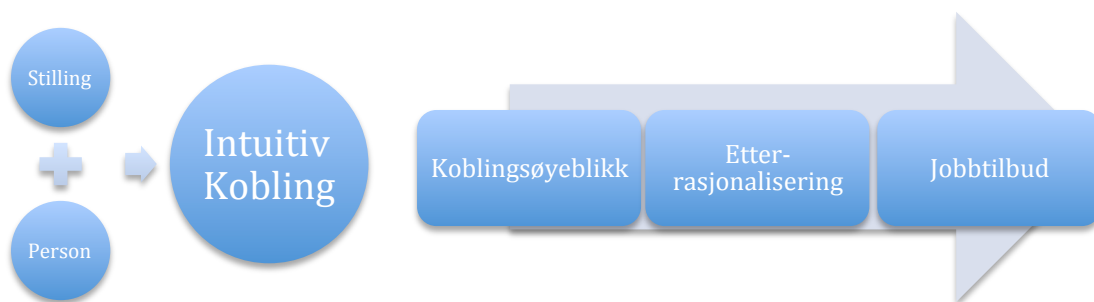 Stilling
Person
Intuitiv
Kobling
Koblingsøyeblikk
Etter-
rasjonalisering
Jobbtilbud